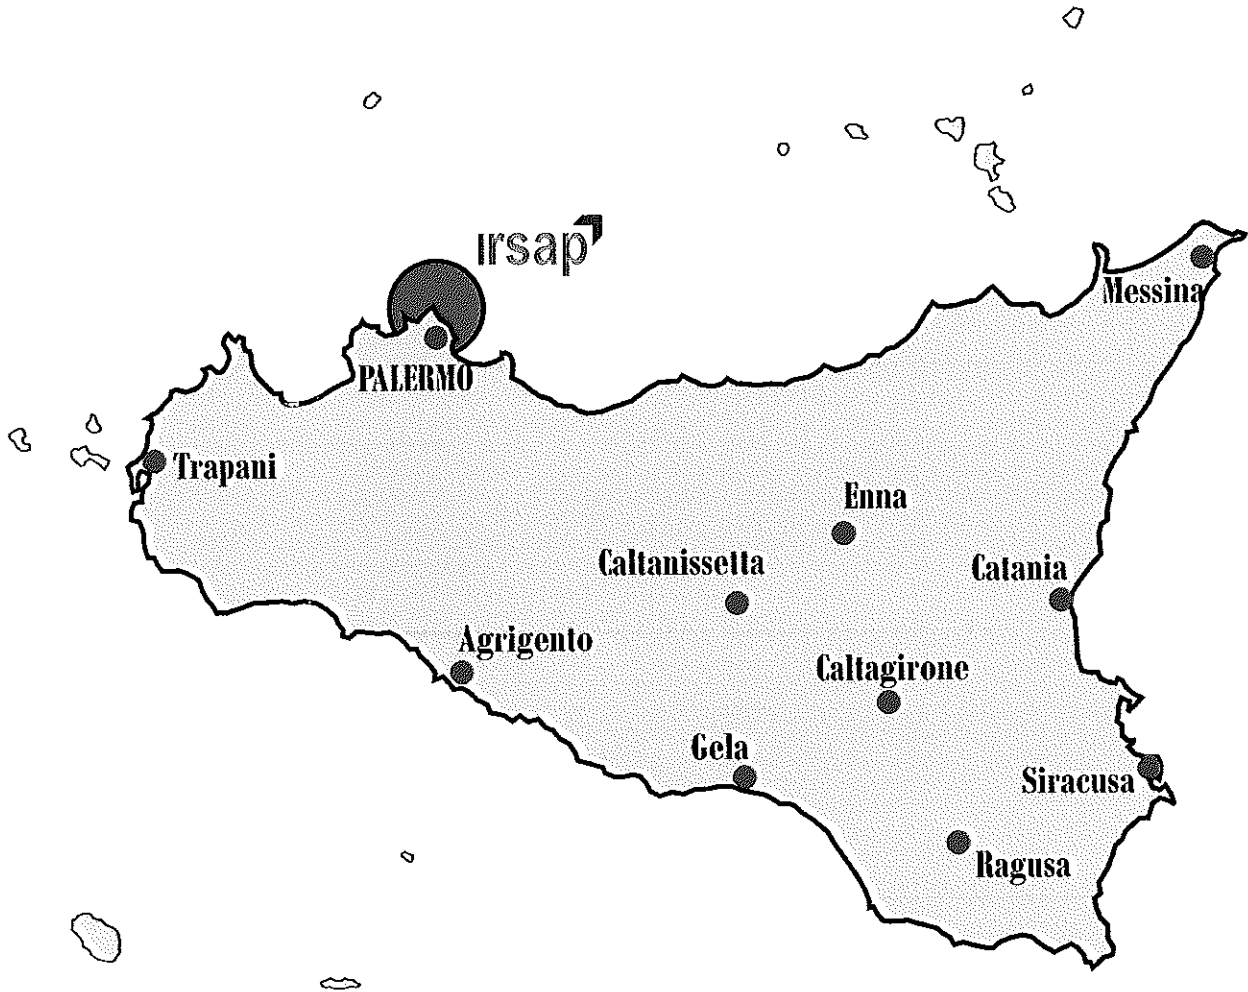 irsap
Messina
PALERMO
Trapani
Enna
Caltanissetta
Catania
Agrigento
Caltagirone
Gela
Siracusa
Ragusa